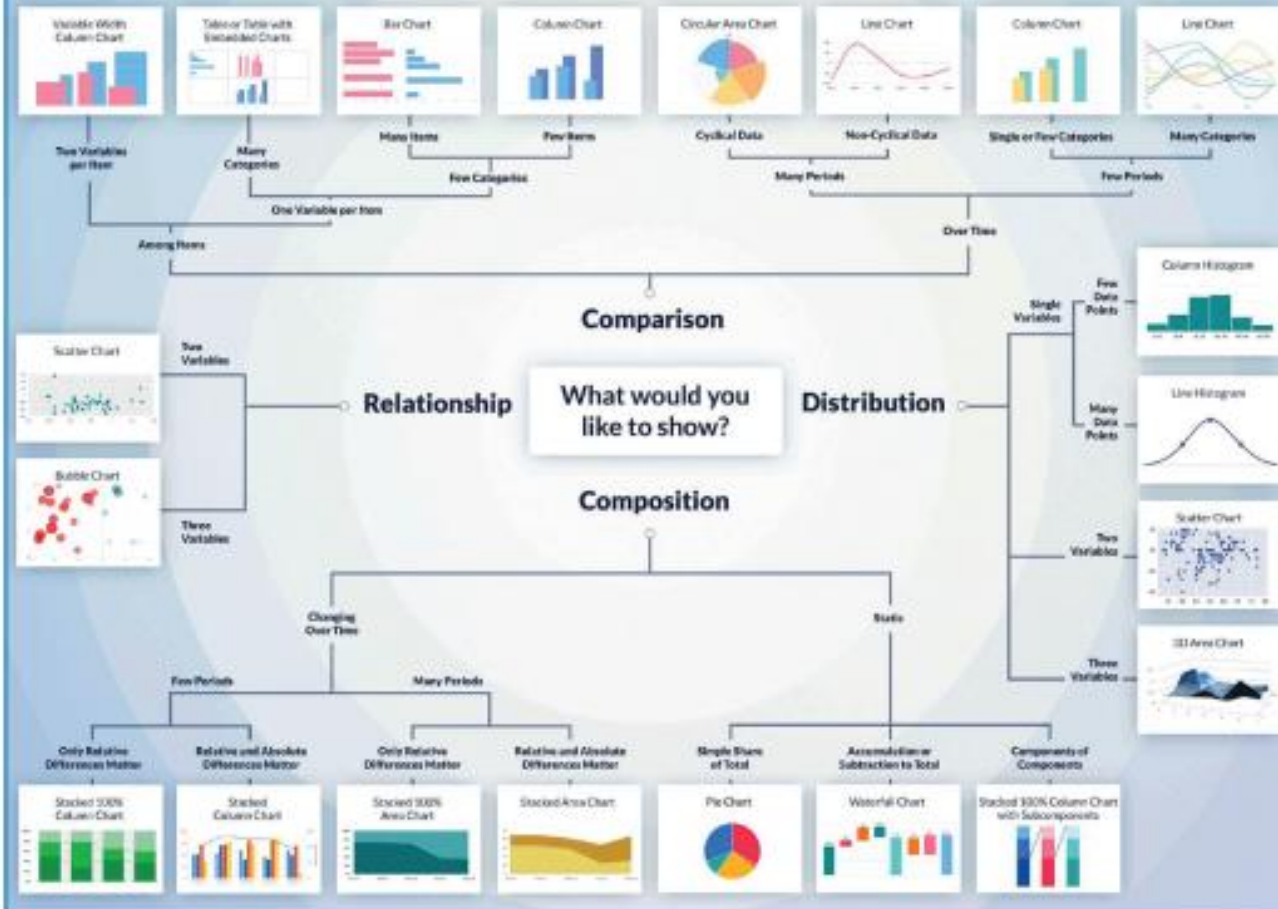 Variable Width
Column Chart
Table or Table with
Embedded Charts
Bar Chart
Column Chart
Circular Area Chart
Line Chart
Column Chart
Line Chart
Two Variables
per Item
Many
Categories
Many Items
Few Items
Cyclical Data
Non-Cyclical Data
Single or Few Categories
Many Categories
Few Categories
Many Periods
Few Periods
One Variable per Item
Among Items
Over Time
Comparison
Relationship
What would you
like to show?
Distribution
Composition
Two
Variables
Scatter Chart
Three
Variables
Bubble Chart
Single
Variables
Few
Data
Points
Column Histogram
Many
Data
Points
Line Histogram
Two
Variables
Scatter Chart
Three
Variables
3D Area Chart
Changing
Over Time
Static
Few Periods
Many Periods
Only Relative
Differences Matter
Relative and Absolute
Differences Matter
Only Relative
Differences Matter
Relative and Absolute
Differences Matter
Simple Share
of Total
Accumulation or
Subtraction to Total
Components of
Components
Stacked 100%
Column Chart
Stacked
Column Chart
Stacked 100%
Area Chart
Stacked Area Chart
Pie Chart
Waterfall Chart
Stacked 100% Column Chart
with Subcomponents